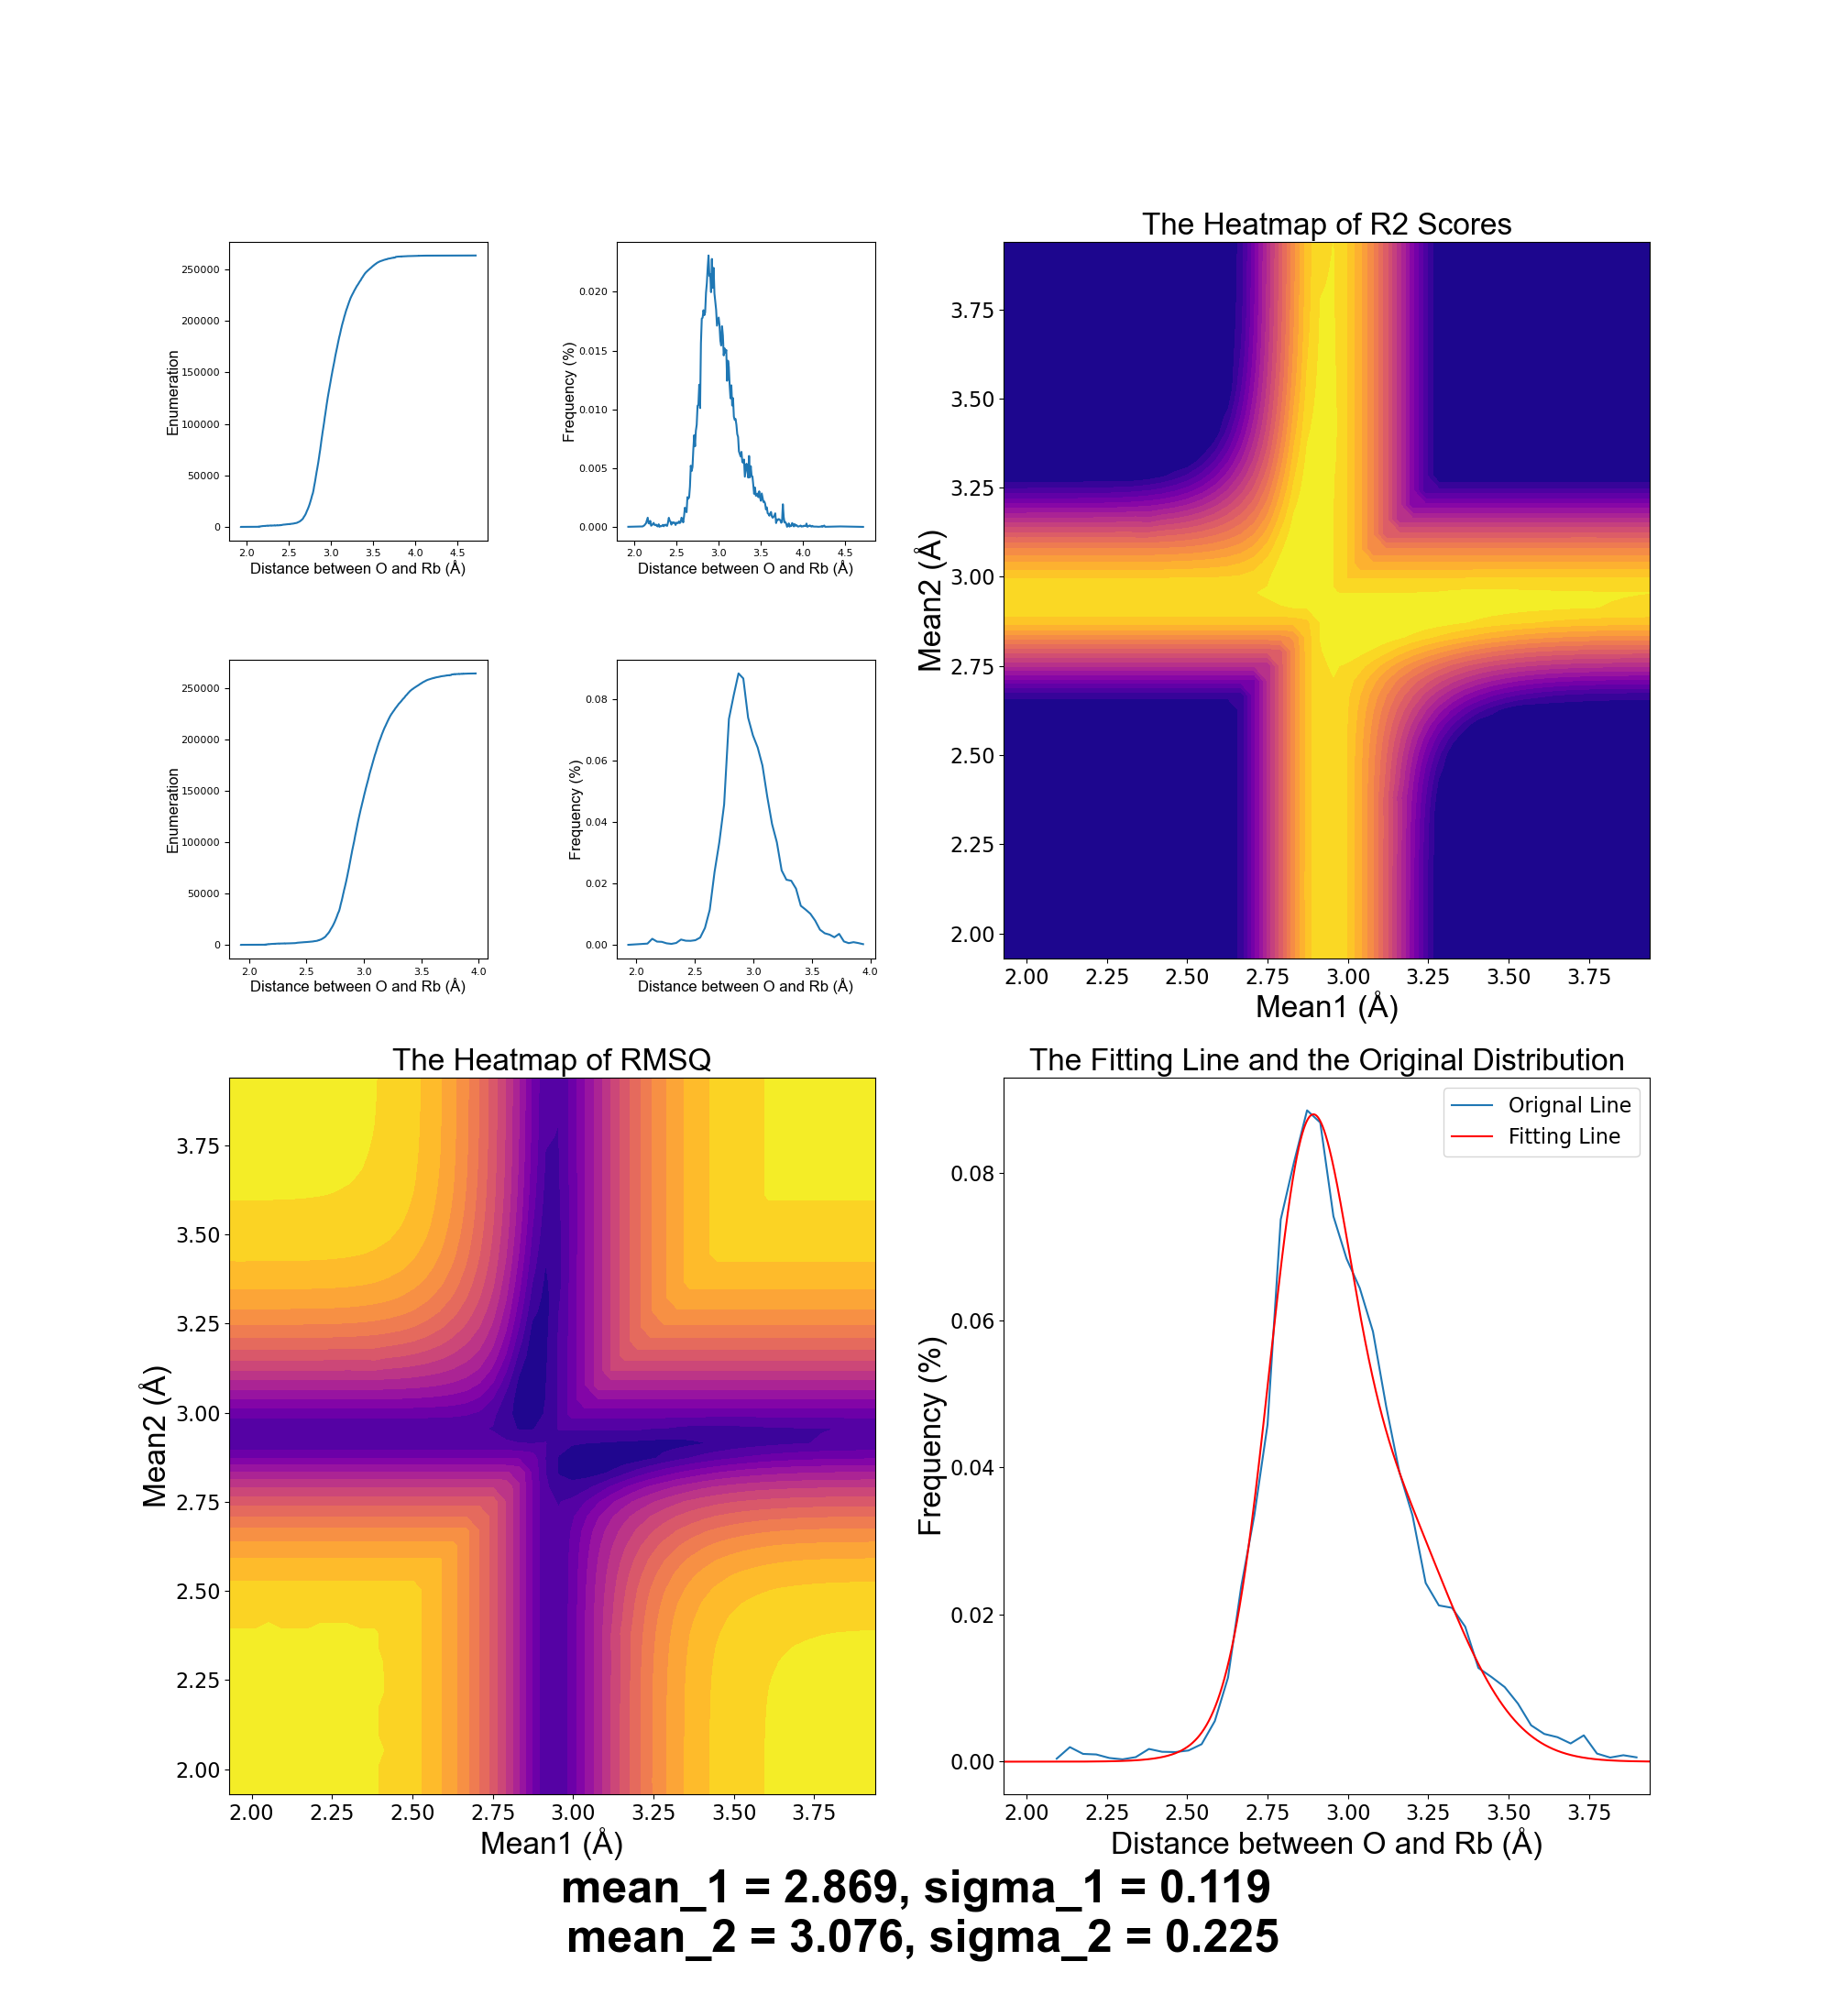 250000
200000
150000
100000
50000
0
Enumeration
2.0 2.5 3.0 3.5 4.0 4.5
Distance between O and Rb (Å)
0.020
0.015
0.010
0.005
0.000
Frequency (%)
2.0 2.5 3.0 3.5 4.0 4.5
Distance between O and Rb (Å)
The Heatmap of R2 Scores
3.75
3.50
3.25
3.00
2.75
2.50
2.25
2.00
Mean2 (Å)
2.00 2.25 2.50 2.75 3.00 3.25 3.50 3.75
Mean1 (Å)
250000
200000
150000
100000
50000
0
Enumeration
2.0 2.5 3.0 3.5 4.0
Distance between O and Rb (Å)
0.08
0.06
0.04
0.02
0.00
Frequency (%)
2.0 2.5 3.0 3.5 4.0
Distance between O and Rb (Å)
The Heatmap of RMSQ
3.75
3.50
3.25
3.00
2.75
2.50
2.25
2.00
Mean2 (Å)
2.00 2.25 2.50 2.75 3.00 3.25 3.50 3.75
Mean1 (Å)
The Fitting Line and the Original Distribution
Orignal Line
Fitting Line
0.08
0.06
0.04
0.02
0.00
Frequency (%)
2.00 2.25 2.50 2.75 3.00 3.25 3.50 3.75
Distance between O and Rb (Å)
mean_1 = 2.869, sigma_1 = 0.119
mean_2 = 3.076, sigma_2 = 0.225